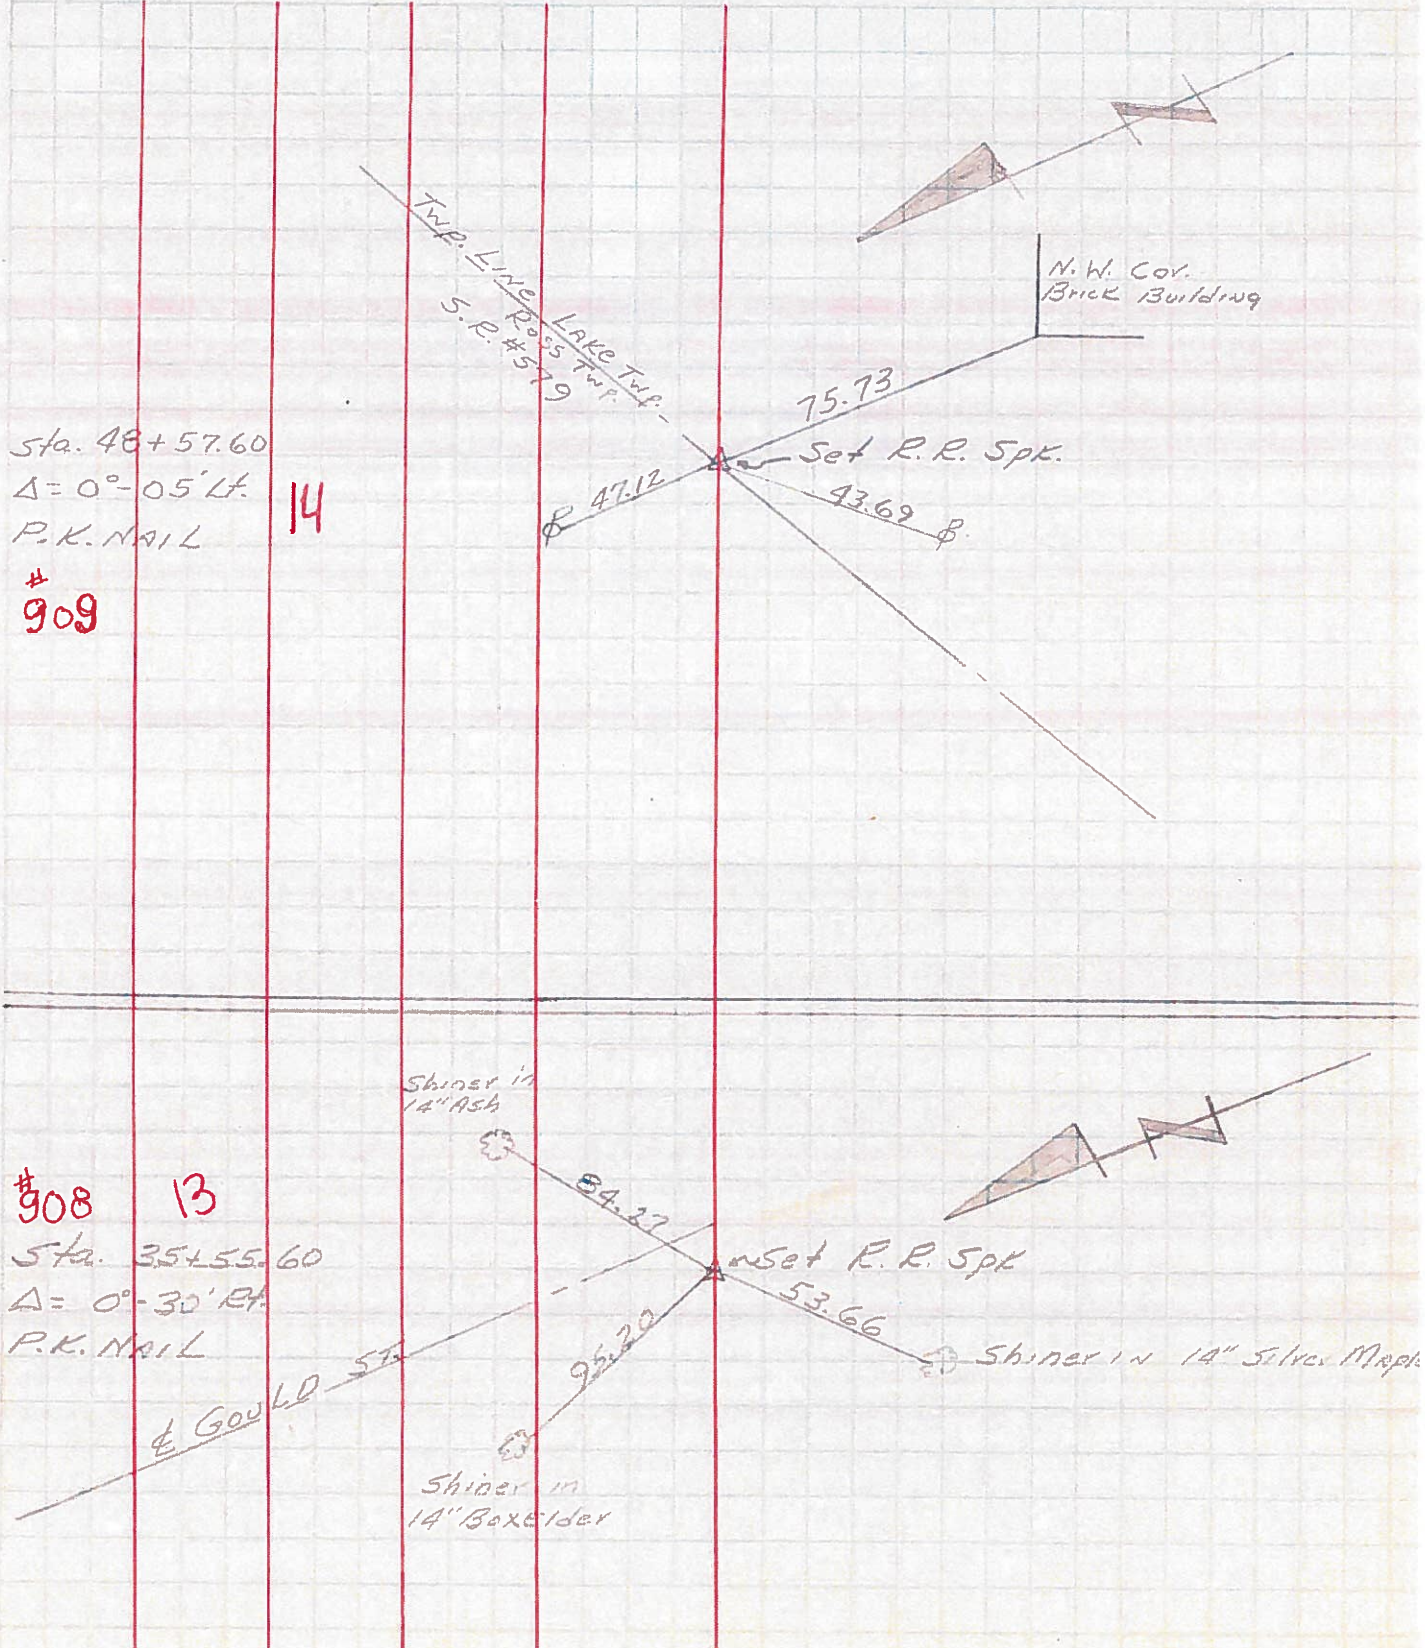 Twp. Line
LAKE Twp.
Ross Twp.
S.R. #579
N.W. Cor.
Brick Building
75.73
Set R.R. Spk.
47.12
43.69
Sta. 48+57.60
Δ= 0°-05' Lt.
P.K. NAIL
14
#
909
Shiner in
14" Ash
84.27
#908
13
Sta. 35+55.60
Δ= 0°-30' Rt.
P.K. NAIL
Set R.R. Spk
53.66
95.20
Shiner in 14" Silver Maple
℄ GOULD ST.
Shiner in
14" Boxelder